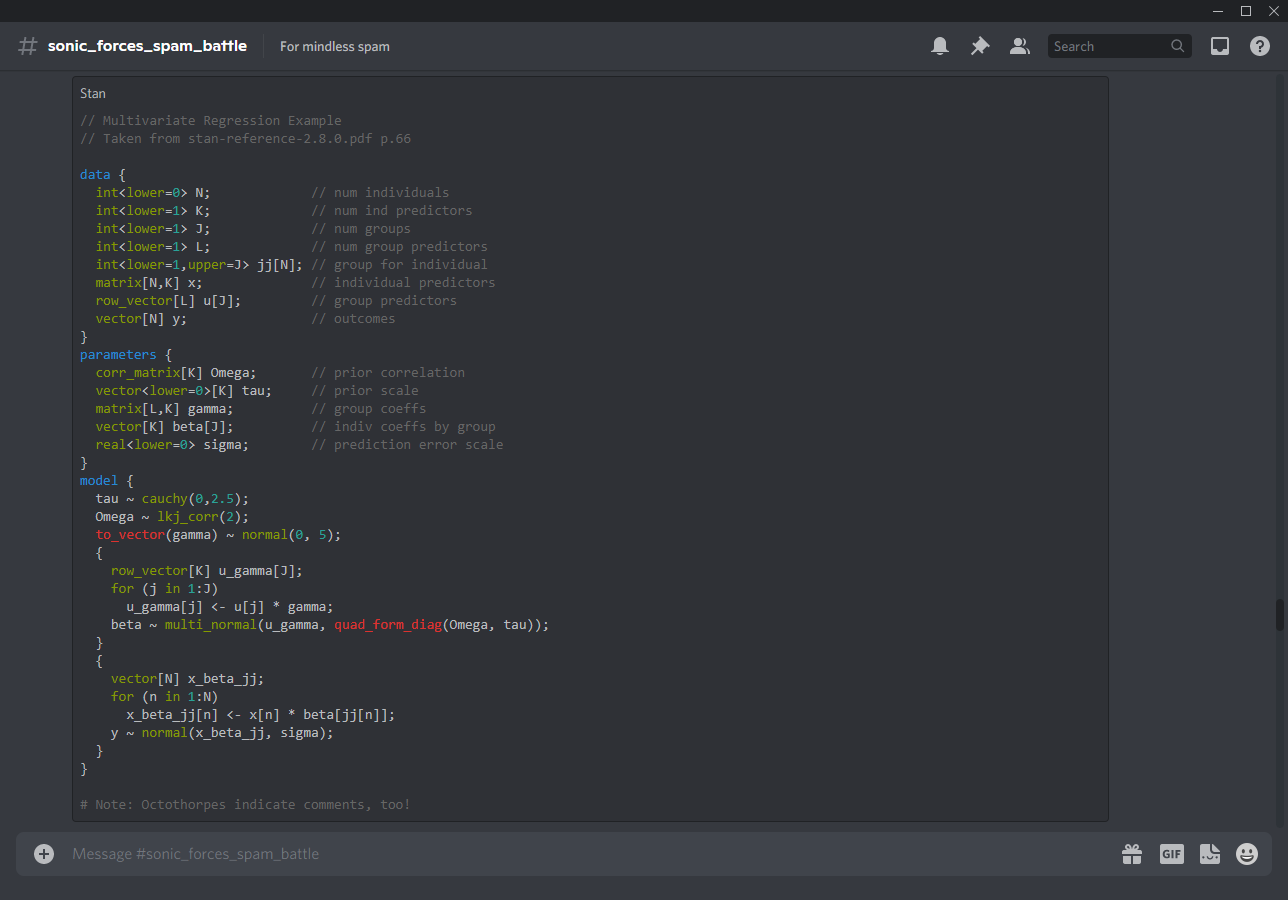 # sonic_forces_spam_battle For mindless spam Search
Stan
// Multivariate Regression Example
// Taken from stan-reference-2.8.0.pdf p.66

data {
  int<lower=0> N;             // num individuals
  int<lower=1> K;             // num ind predictors
  int<lower=1> J;             // num groups
  int<lower=1> L;             // num group predictors
  int<lower=1,upper=J> jj[N]; // group for individual
  matrix[N,K] x;              // individual predictors
  row_vector[L] u[J];         // group predictors
  vector[N] y;                // outcomes
}
parameters {
  corr_matrix[K] Omega;       // prior correlation
  vector<lower=0>[K] tau;     // prior scale
  matrix[L,K] gamma;          // group coeffs
  vector[K] beta[J];          // indiv coeffs by group
  real<lower=0> sigma;        // prediction error scale
}
model {
  tau ~ cauchy(0,2.5);
  Omega ~ lkj_corr(2);
  to_vector(gamma) ~ normal(0, 5);
  {
    row_vector[K] u_gamma[J];
    for (j in 1:J)
      u_gamma[j] <- u[j] * gamma;
    beta ~ multi_normal(u_gamma, quad_form_diag(Omega, tau));
  }
  {
    vector[N] x_beta_jj;
    for (n in 1:N)
      x_beta_jj[n] <- x[n] * beta[jj[n]];
    y ~ normal(x_beta_jj, sigma);
  }
}

# Note: Octothorpes indicate comments, too!
Message #sonic_forces_spam_battle GIF